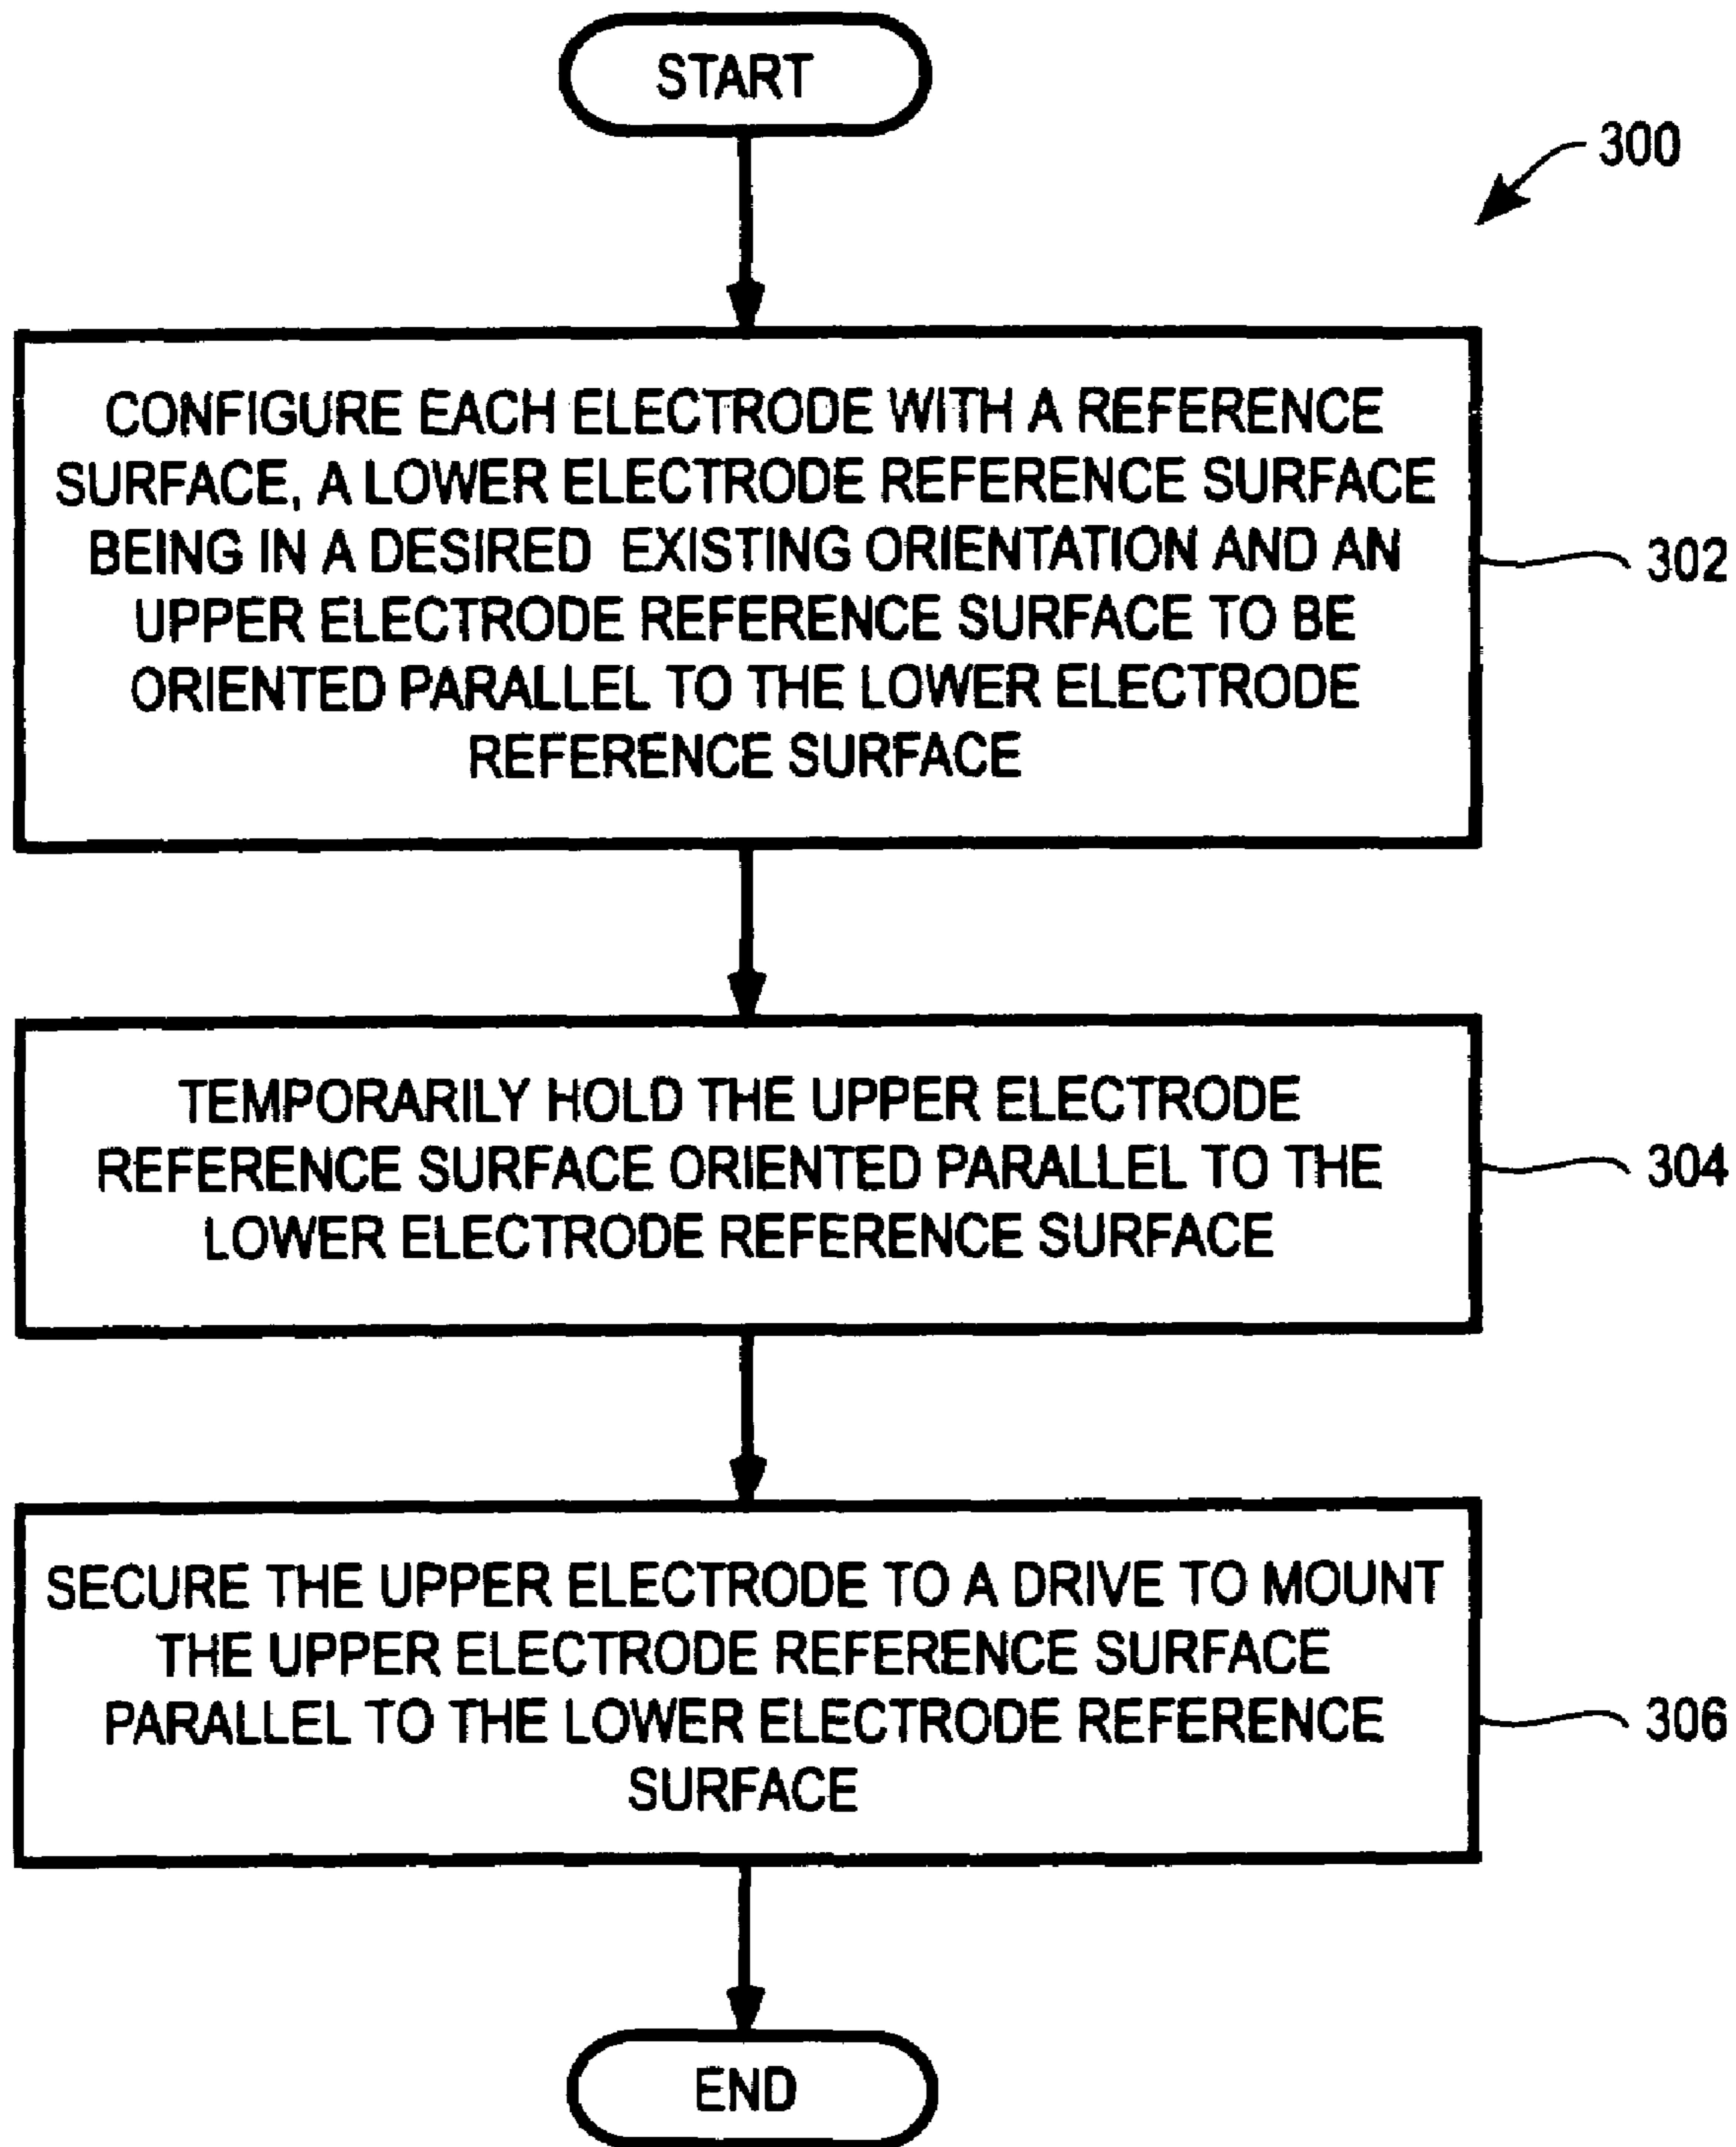 START
300
CONFIGURE EACH ELECTRODE WITH A REFERENCE
SURFACE, A LOWER ELECTRODE REFERENCE SURFACE
BEING IN A DESIRED EXISTING ORIENTATION AND AN
UPPER ELECTRODE REFERENCE SURFACE TO BE
ORIENTED PARALLEL TO THE LOWER ELECTRODE
REFERENCE SURFACE
302
TEMPORARILY HOLD THE UPPER ELECTRODE
REFERENCE SURFACE ORIENTED PARALLEL TO THE
LOWER ELECTRODE REFERENCE SURFACE
304
SECURE THE UPPER ELECTRODE TO A DRIVE TO MOUNT
THE UPPER ELECTRODE REFERENCE SURFACE
PARALLEL TO THE LOWER ELECTRODE REFERENCE
SURFACE
306
END